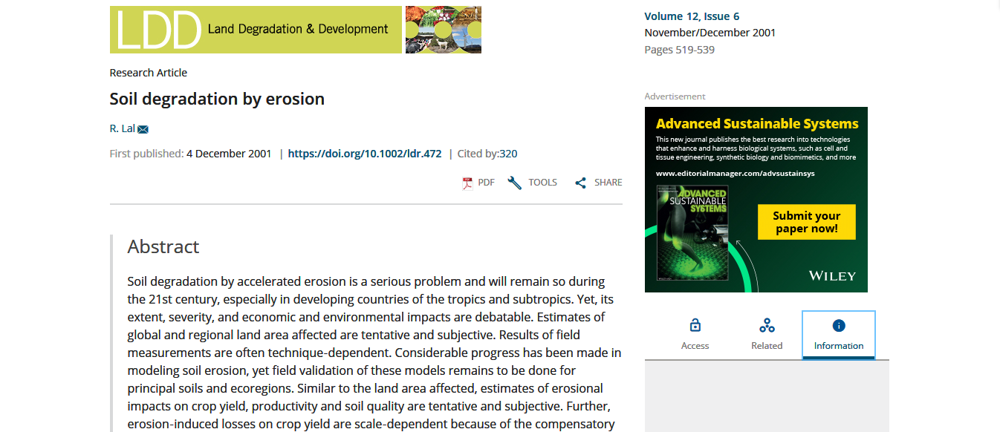 LDD Land Degradation & Development
Research Article
Soil degradation by erosion
R. Lal
First published: 4 December 2001 | https://doi.org/10.1002/ldr.472 | Cited by:320
PDF TOOLS SHARE
Abstract
Soil degradation by accelerated erosion is a serious problem and will remain so during
the 21st century, especially in developing countries of the tropics and subtropics. Yet, its
extent, severity, and economic and environmental impacts are debatable. Estimates of
global and regional land area affected are tentative and subjective. Results of field
measurements are often technique-dependent. Considerable progress has been made in
modeling soil erosion, yet field validation of these models remains to be done for
principal soils and ecoregions. Similar to the land area affected, estimates of erosional
impacts on crop yield, productivity and soil quality are tentative and subjective. Further,
erosion-induced losses on crop yield are scale-dependent because of the compensatory
Volume 12, Issue 6
November/December 2001
Pages 519-539
Advertisement
Advanced Sustainable Systems
This new journal publishes the best research into technologies
that enhance and harness biological systems, such as cell and
tissue engineering, synthetic biology and biomimetics, and more
www.editorialmanager.com/advsustainsys
ADVANCED
SUSTAINABLE
SYSTEMS
Submit your
paper now!
WILEY
Access Related Information